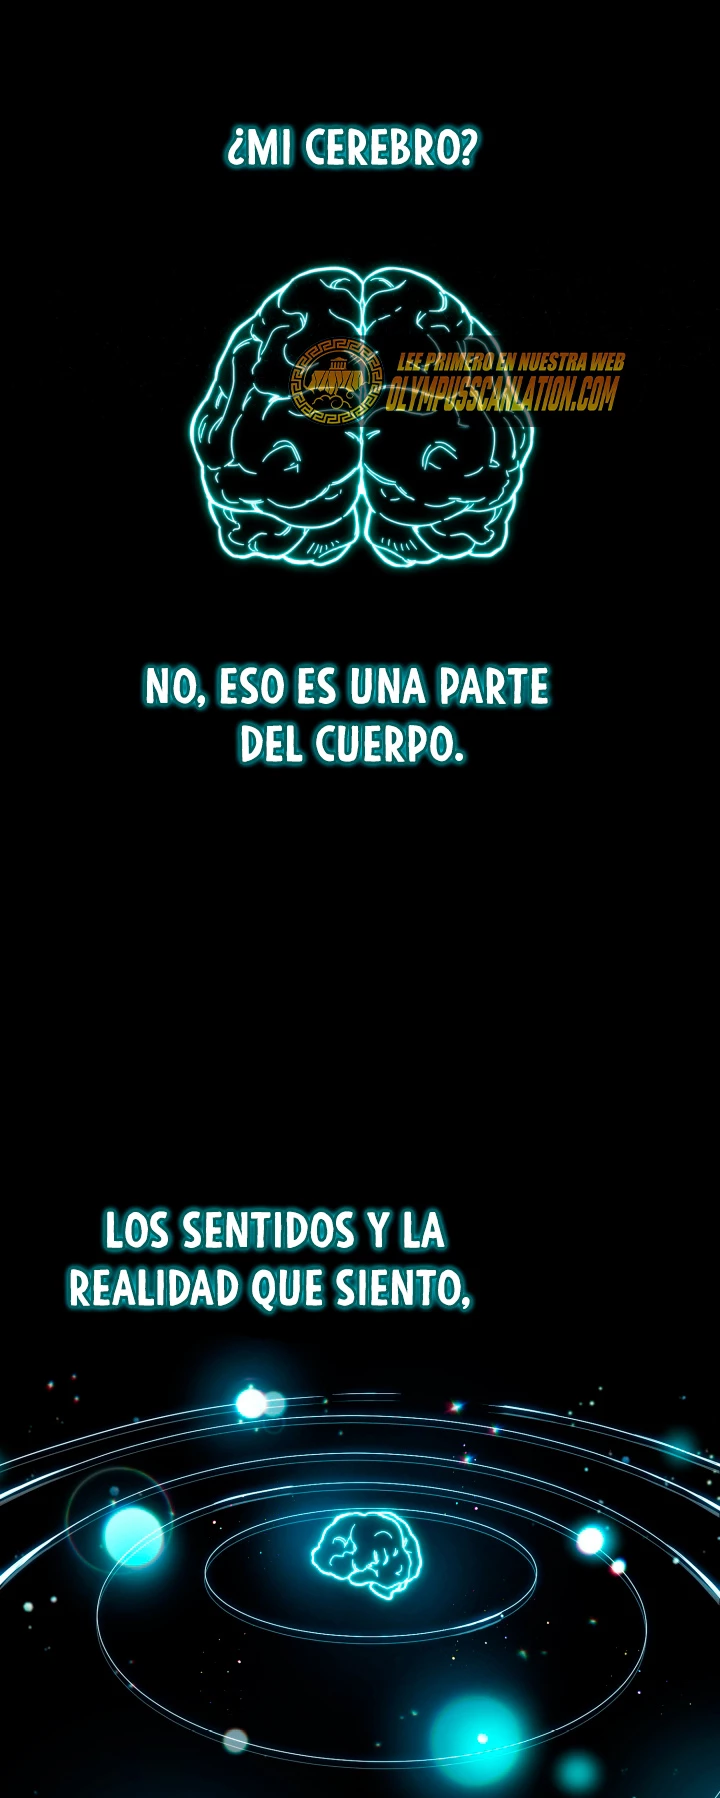 ¿MI CEREBRO?
LEE PRIMERO EN NUESTRA WEB
OLYMPUSSCANLATION.COM
NO, ESO ES UNA PARTE
DEL CUERPO.
LOS SENTIDOS Y LA
REALIDAD QUE SIENTO,